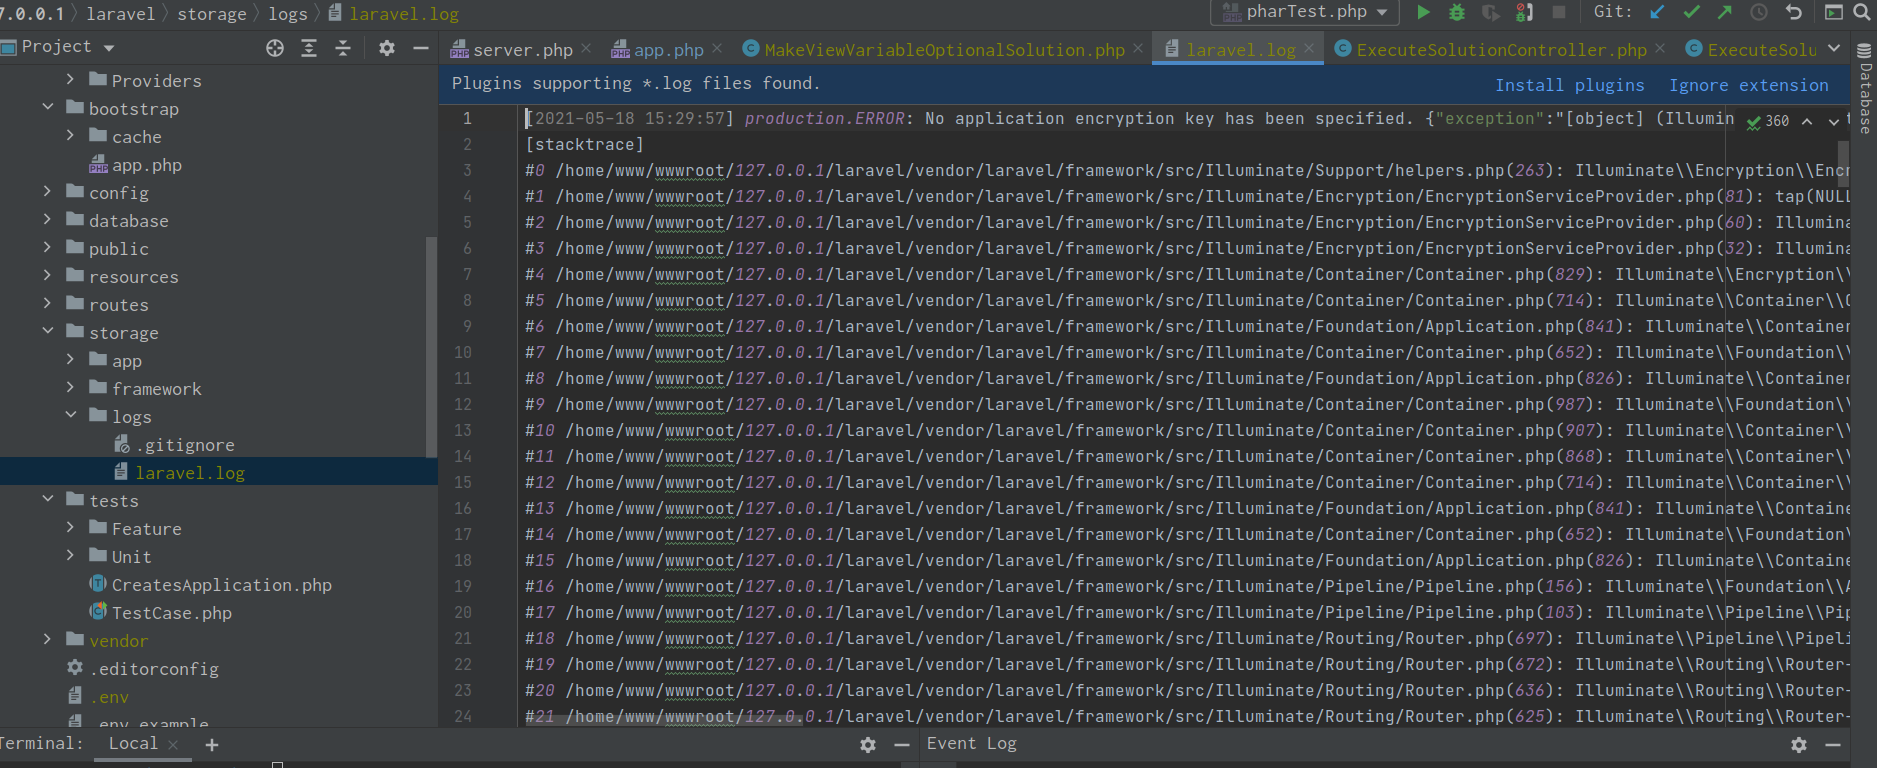 7.0.0.1 〉 laravel 〉 storage 〉 logs 〉 laravel.log
pharTest.php
Git:
Project
server.php
app.php
MakeViewVariableOptionalSolution.php
laravel.log
ExecuteSolutionController.php
ExecuteSolu
Database
Plugins supporting *.log files found.
Install plugins
Ignore extension
Providers
bootstrap
cache
app.php
config
database
public
resources
routes
storage
app
framework
logs
.gitignore
laravel.log
tests
Feature
Unit
CreatesApplication.php
TestCase.php
vendor
.editorconfig
.env
.env.example
360
1 [2021-05-18 15:29:57] production.ERROR: No application encryption key has been specified. {"exception":"[object] (Illumin
2 [stacktrace]
3 #0 /home/www/wwwroot/127.0.0.1/laravel/vendor/laravel/framework/src/Illuminate/Support/helpers.php(263): Illuminate\\Encryption\\Encr
4 #1 /home/www/wwwroot/127.0.0.1/laravel/vendor/laravel/framework/src/Illuminate/Encryption/EncryptionServiceProvider.php(81): tap(NULL
5 #2 /home/www/wwwroot/127.0.0.1/laravel/vendor/laravel/framework/src/Illuminate/Encryption/EncryptionServiceProvider.php(60): Illumina
6 #3 /home/www/wwwroot/127.0.0.1/laravel/vendor/laravel/framework/src/Illuminate/Encryption/EncryptionServiceProvider.php(32): Illumina
7 #4 /home/www/wwwroot/127.0.0.1/laravel/vendor/laravel/framework/src/Illuminate/Container/Container.php(829): Illuminate\\Encryption\\
8 #5 /home/www/wwwroot/127.0.0.1/laravel/vendor/laravel/framework/src/Illuminate/Container/Container.php(714): Illuminate\\Container\\C
9 #6 /home/www/wwwroot/127.0.0.1/laravel/vendor/laravel/framework/src/Illuminate/Foundation/Application.php(841): Illuminate\\Container
10 #7 /home/www/wwwroot/127.0.0.1/laravel/vendor/laravel/framework/src/Illuminate/Container/Container.php(652): Illuminate\\Foundation\\
11 #8 /home/www/wwwroot/127.0.0.1/laravel/vendor/laravel/framework/src/Illuminate/Foundation/Application.php(826): Illuminate\\Container
12 #9 /home/www/wwwroot/127.0.0.1/laravel/vendor/laravel/framework/src/Illuminate/Container/Container.php(987): Illuminate\\Foundation\\
13 #10 /home/www/wwwroot/127.0.0.1/laravel/vendor/laravel/framework/src/Illuminate/Container/Container.php(907): Illuminate\\Container\\
14 #11 /home/www/wwwroot/127.0.0.1/laravel/vendor/laravel/framework/src/Illuminate/Container/Container.php(868): Illuminate\\Container\\
15 #12 /home/www/wwwroot/127.0.0.1/laravel/vendor/laravel/framework/src/Illuminate/Container/Container.php(714): Illuminate\\Container\\
16 #13 /home/www/wwwroot/127.0.0.1/laravel/vendor/laravel/framework/src/Illuminate/Foundation/Application.php(841): Illuminate\\Containe
17 #14 /home/www/wwwroot/127.0.0.1/laravel/vendor/laravel/framework/src/Illuminate/Container/Container.php(652): Illuminate\\Foundation\
18 #15 /home/www/wwwroot/127.0.0.1/laravel/vendor/laravel/framework/src/Illuminate/Foundation/Application.php(826): Illuminate\\Containe
19 #16 /home/www/wwwroot/127.0.0.1/laravel/vendor/laravel/framework/src/Illuminate/Pipeline/Pipeline.php(156): Illuminate\\Foundation\\A
20 #17 /home/www/wwwroot/127.0.0.1/laravel/vendor/laravel/framework/src/Illuminate/Pipeline/Pipeline.php(103): Illuminate\\Pipeline\\Pip
21 #18 /home/www/wwwroot/127.0.0.1/laravel/vendor/laravel/framework/src/Illuminate/Routing/Router.php(697): Illuminate\\Pipeline\\Pipeli
22 #19 /home/www/wwwroot/127.0.0.1/laravel/vendor/laravel/framework/src/Illuminate/Routing/Router.php(672): Illuminate\\Routing\\Router-
23 #20 /home/www/wwwroot/127.0.0.1/laravel/vendor/laravel/framework/src/Illuminate/Routing/Router.php(636): Illuminate\\Routing\\Router-
24 #21 /home/www/wwwroot/127.0.0.1/laravel/vendor/laravel/framework/src/Illuminate/Routing/Router.php(625): Illuminate\\Routing\\Router-
Terminal: Local
Event Log